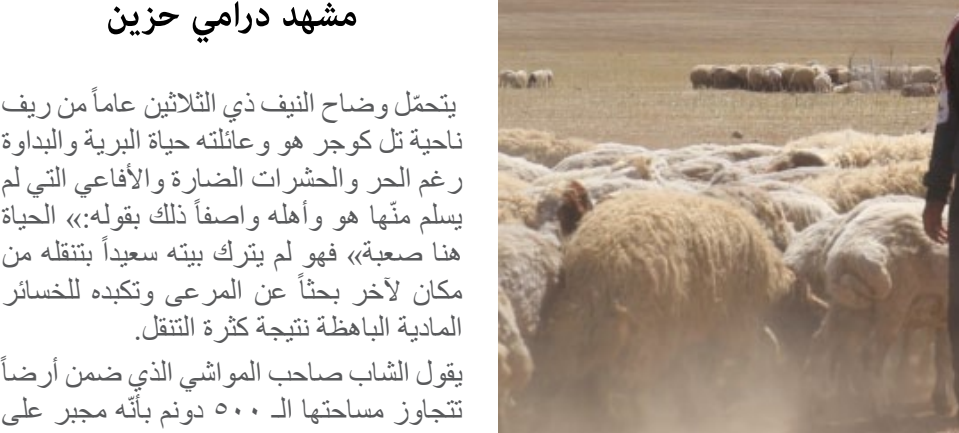 مشهد درامي حزين
يتحمّل وضاح النيف ذي الثلاثين عاماً من ريف
ناحية تل كوجر هو وعائلته حياة البرية والبداوة
رغم الحر والحشرات الضارة والأفاعي التي لم
يسلم منّها هو وأهله واصفاً ذلك بقوله:» الحياة
هنا صعبة» فهو لم يترك بيته سعيداً بتنقله من
مكان لآخر بحثاً عن المرعى وتكبده للخسائر
المادية الباهظة نتيجة كثرة التنقل.
يقول الشاب صاحب المواشي الذي ضمن أرضاً
تتجاوز مساحتها الـ ٥٠٠ دونم بأنّه مجبر على